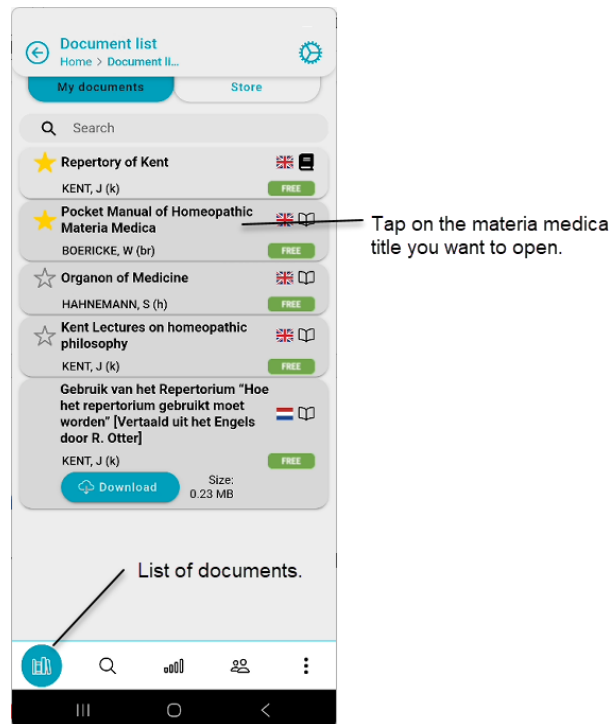 Document list
Home > Document li...
My documents
Store
Search
Repertory of Kent
KENT, J (k)
FREE
Pocket Manual of Homeopathic
Materia Medica
BOERICKE, W (br)
FREE
Tap on the materia medica
title you want to open.
Organon of Medicine
HAHNEMANN, S (h)
FREE
Kent Lectures on homeopathic
philosophy
KENT, J (k)
FREE
Gebruik van het Repertorium “Hoe
het repertorium gebruikt moet
worden” [Vertaald uit het Engels
door R. Otter]
KENT, J (k)
FREE
Download
Size:
0.23 MB
List of documents.